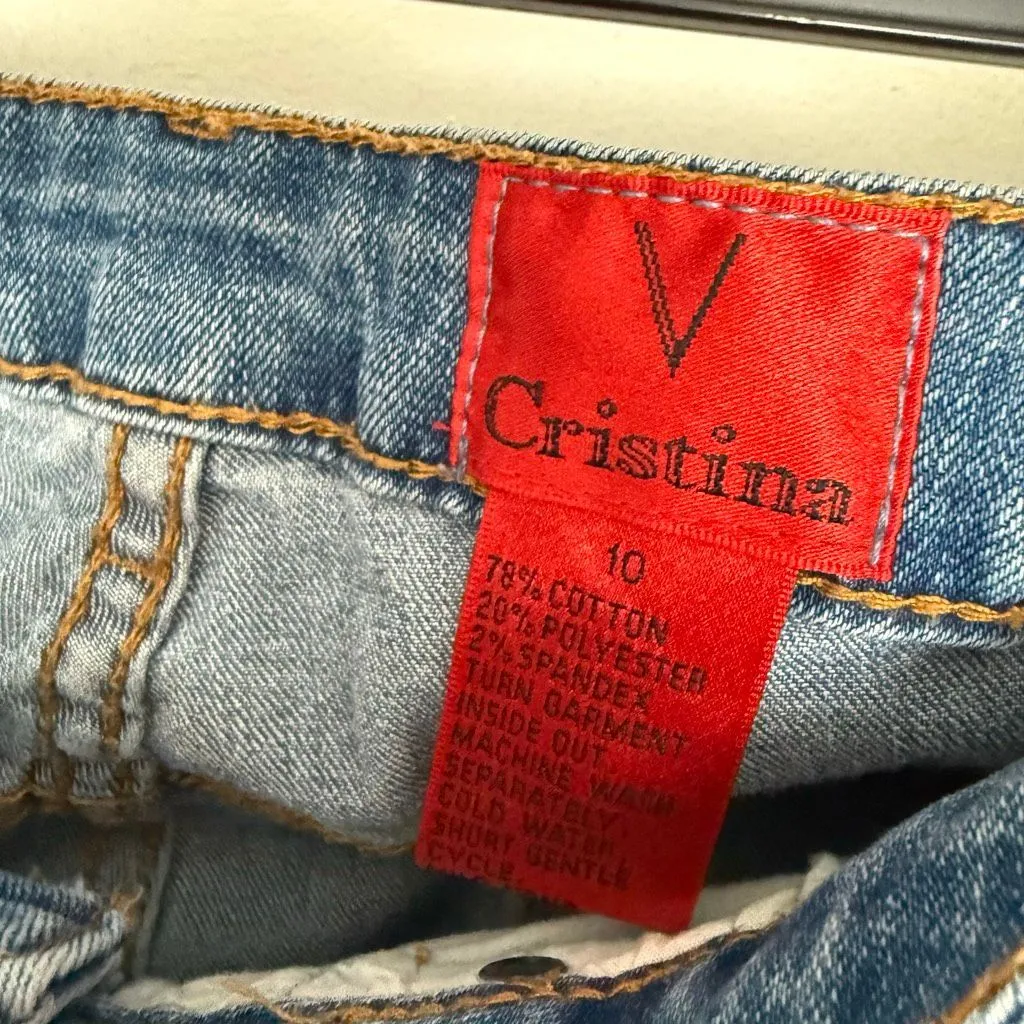 V
Cristina
10
78% COTTON
20% POLYESTER
2% SPANDEX
TURN GARMENT
INSIDE OUT.
MACHINE WASH
SEPARATELY
COLD WATER
SHORT GENTLE
CYCLE